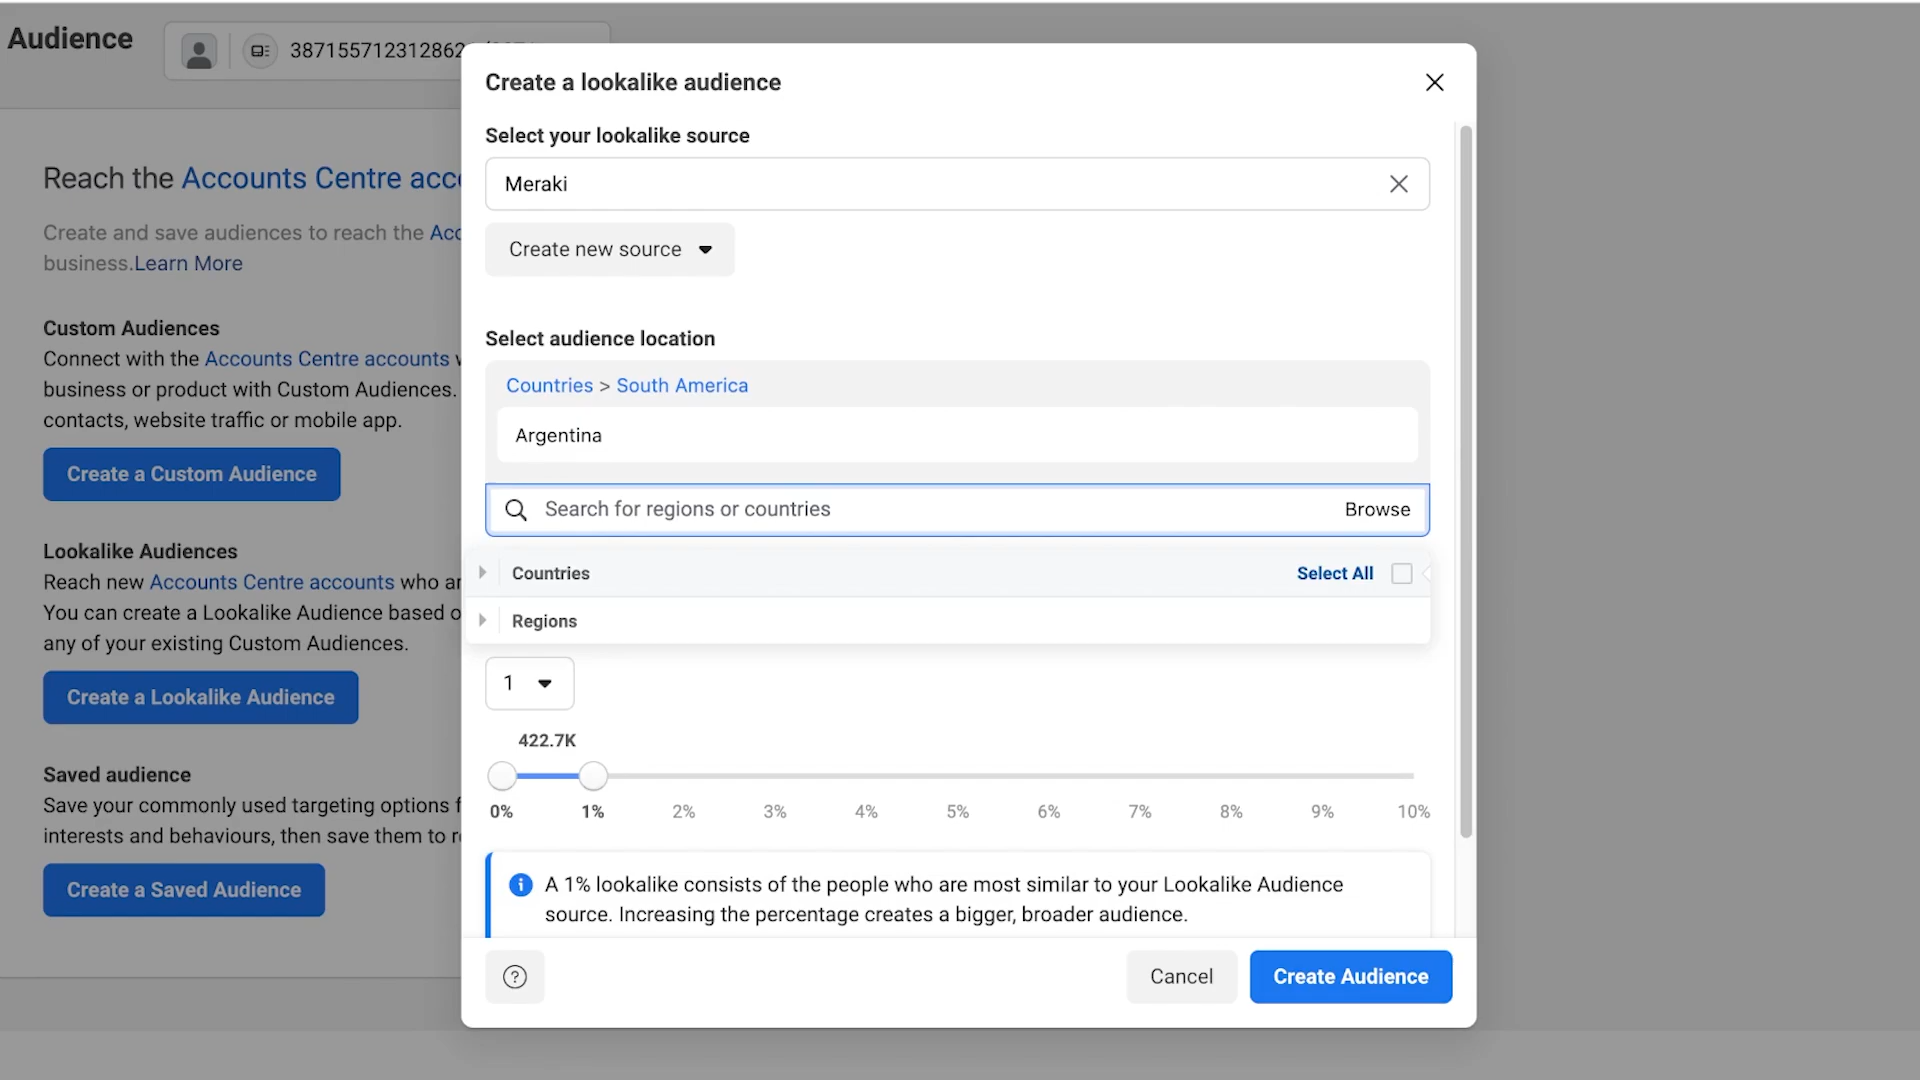 Audience
387155712312862
Reach the Accounts Centre acc
Create and save audiences to reach the Acc
business.Learn More
Custom Audiences
Connect with the Accounts Centre accounts w
business or product with Custom Audiences.
contacts, website traffic or mobile app.
Create a Custom Audience
Lookalike Audiences
Reach new Accounts Centre accounts who ar
You can create a Lookalike Audience based o
any of your existing Custom Audiences.
Create a Lookalike Audience
Saved audience
Save your commonly used targeting options f
interests and behaviours, then save them to r
Create a Saved Audience
Create a lookalike audience
Select your lookalike source
Meraki
Create new source
Select audience location
Countries > South America
Argentina
Search for regions or countries Browse
Countries Select All
Regions
1
422.7K
0% 1% 2% 3% 4% 5% 6% 7% 8% 9% 10%
A 1% lookalike consists of the people who are most similar to your Lookalike Audience
source. Increasing the percentage creates a bigger, broader audience.
Cancel Create Audience